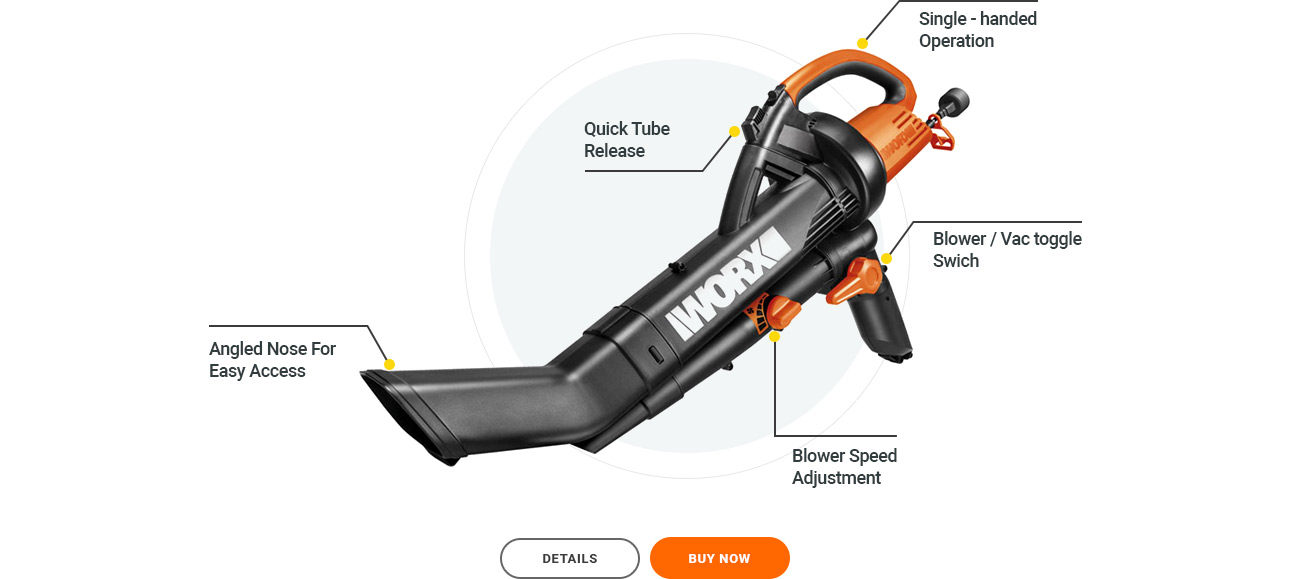 Single - handed
Operation
Quick Tube
Release
WORX
WORX
Blower / Vac toggle
Swich
Angled Nose For
Easy Access
Blower Speed
Adjustment
DETAILS
BUY NOW